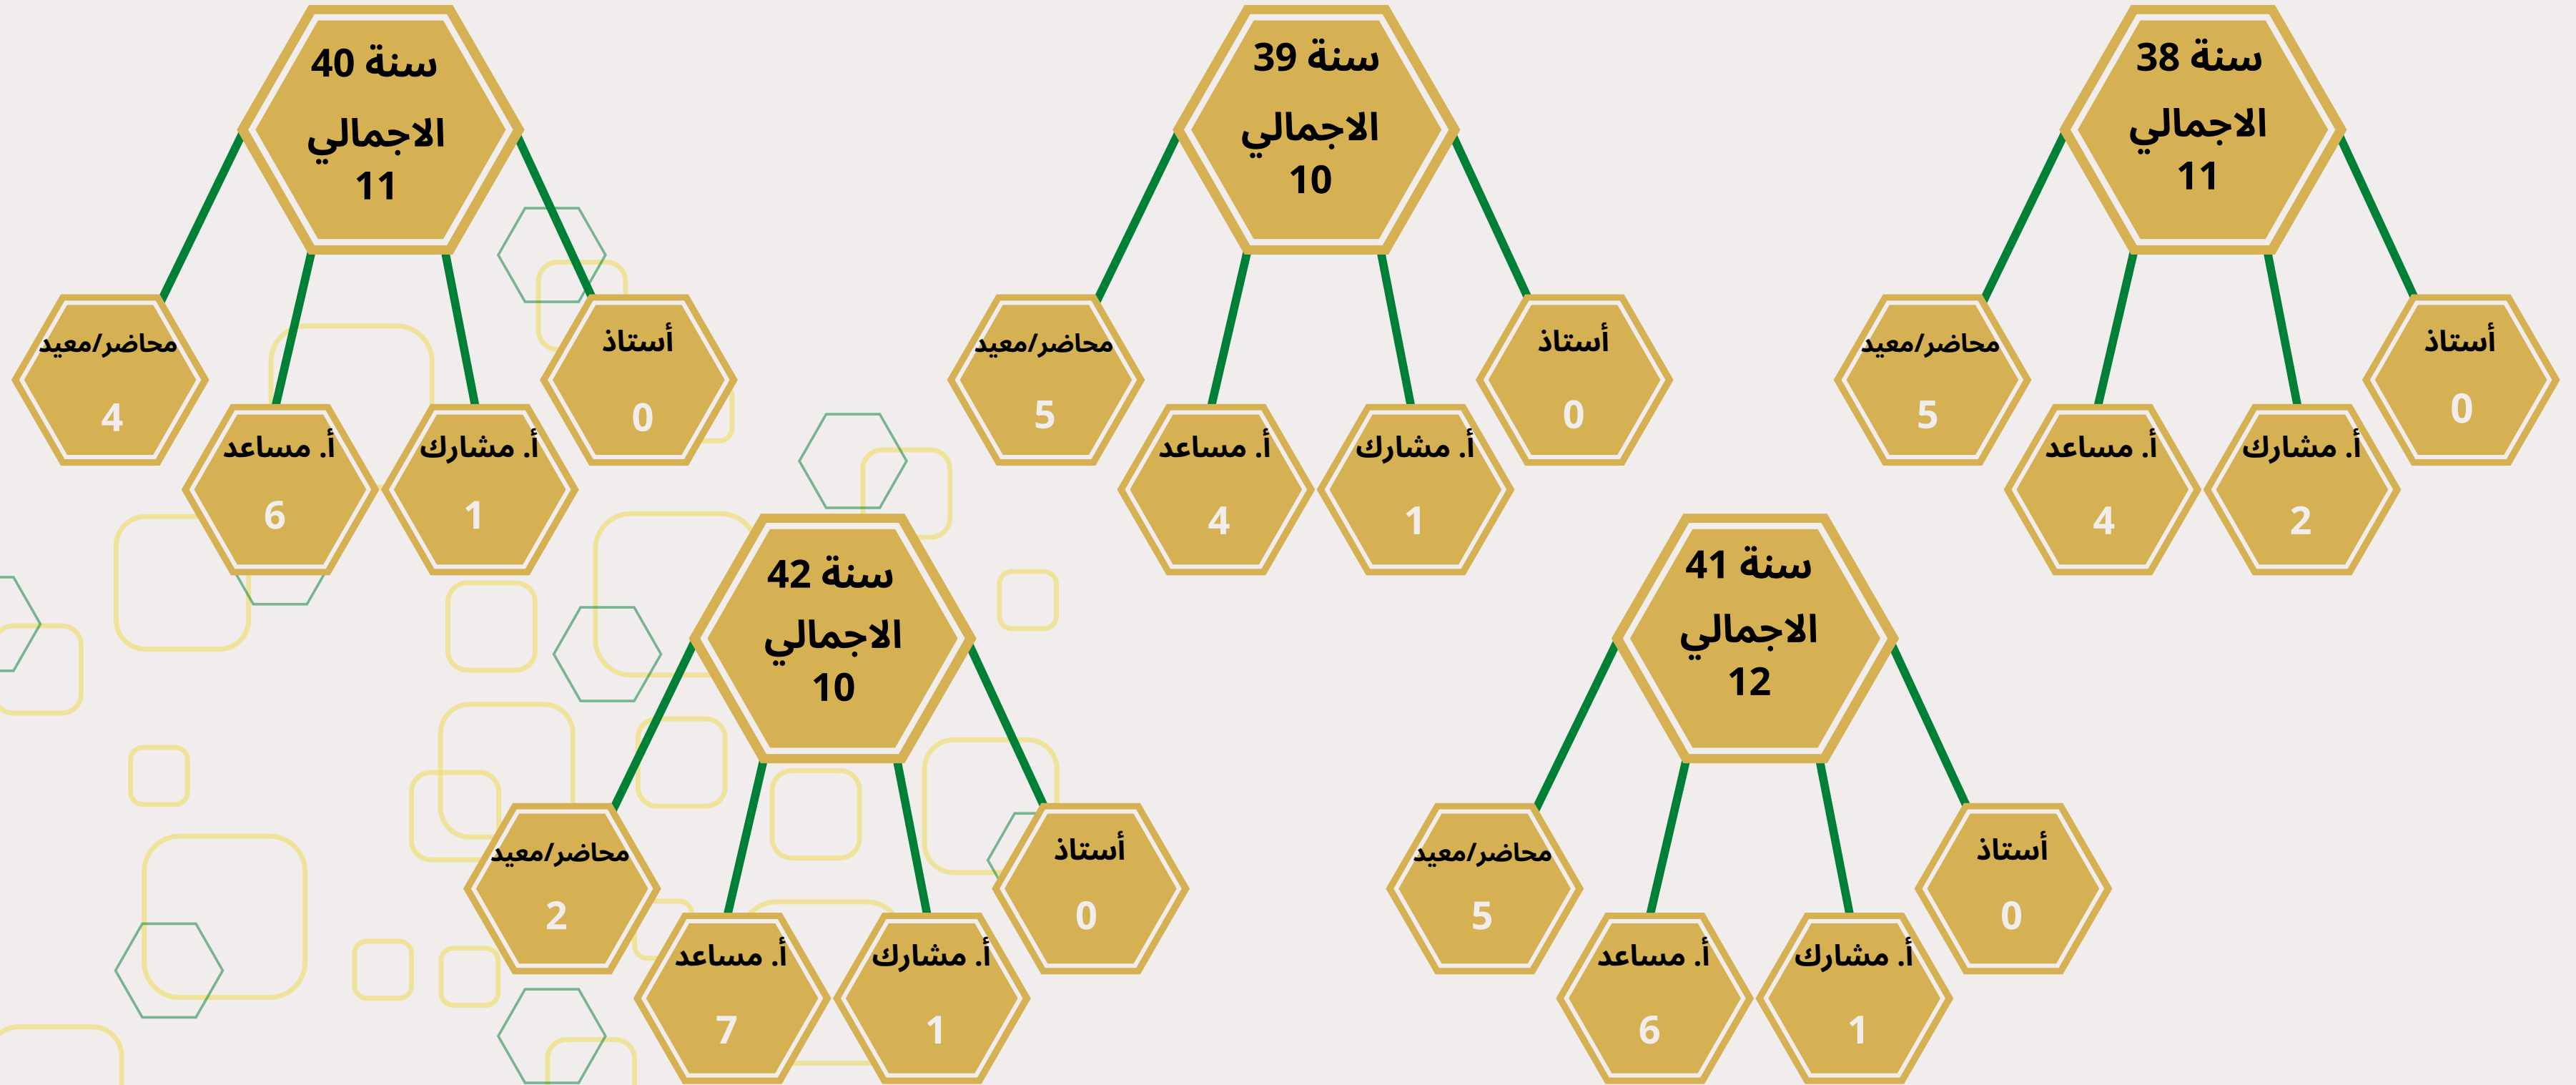 سنة 38
الاجمالي
11
أستاذ
0
أ. مشارك
2
أ. مساعد
4
محاضر/معيد
5
سنة 39
الاجمالي
10
أستاذ
0
أ. مشارك
1
أ. مساعد
4
محاضر/معيد
5
سنة 40
الاجمالي
11
أستاذ
0
أ. مشارك
1
أ. مساعد
6
محاضر/معيد
4
سنة 41
الاجمالي
12
أستاذ
0
أ. مشارك
1
أ. مساعد
6
محاضر/معيد
5
سنة 42
الاجمالي
10
أستاذ
0
أ. مشارك
1
أ. مساعد
7
محاضر/معيد
2